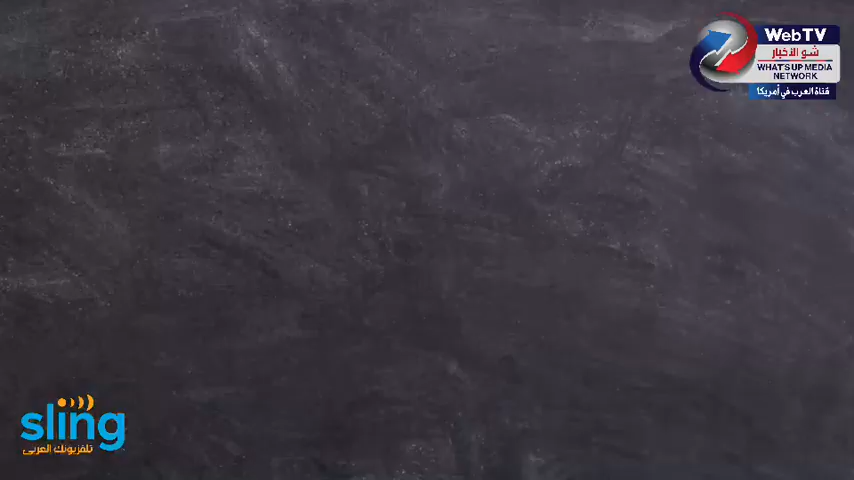 WebTV
شو الأخبار
WHAT'S UP MEDIA
NETWORK
قناة العرب في أمريكا
sling
تلفزيونك العربي